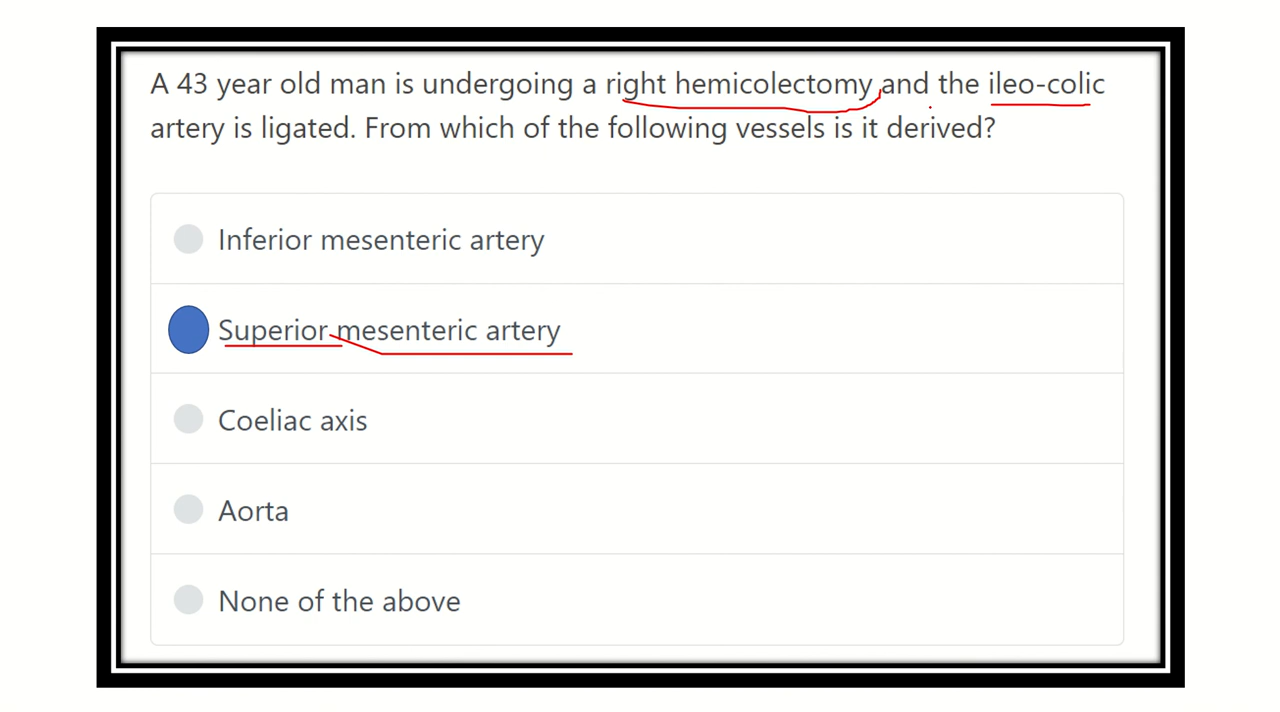 A 43 year old man is undergoing a right hemicolectomy and the ileo-colic
artery is ligated. From which of the following vessels is it derived?
Inferior mesenteric artery
Superior mesenteric artery
Coeliac axis
Aorta
None of the above